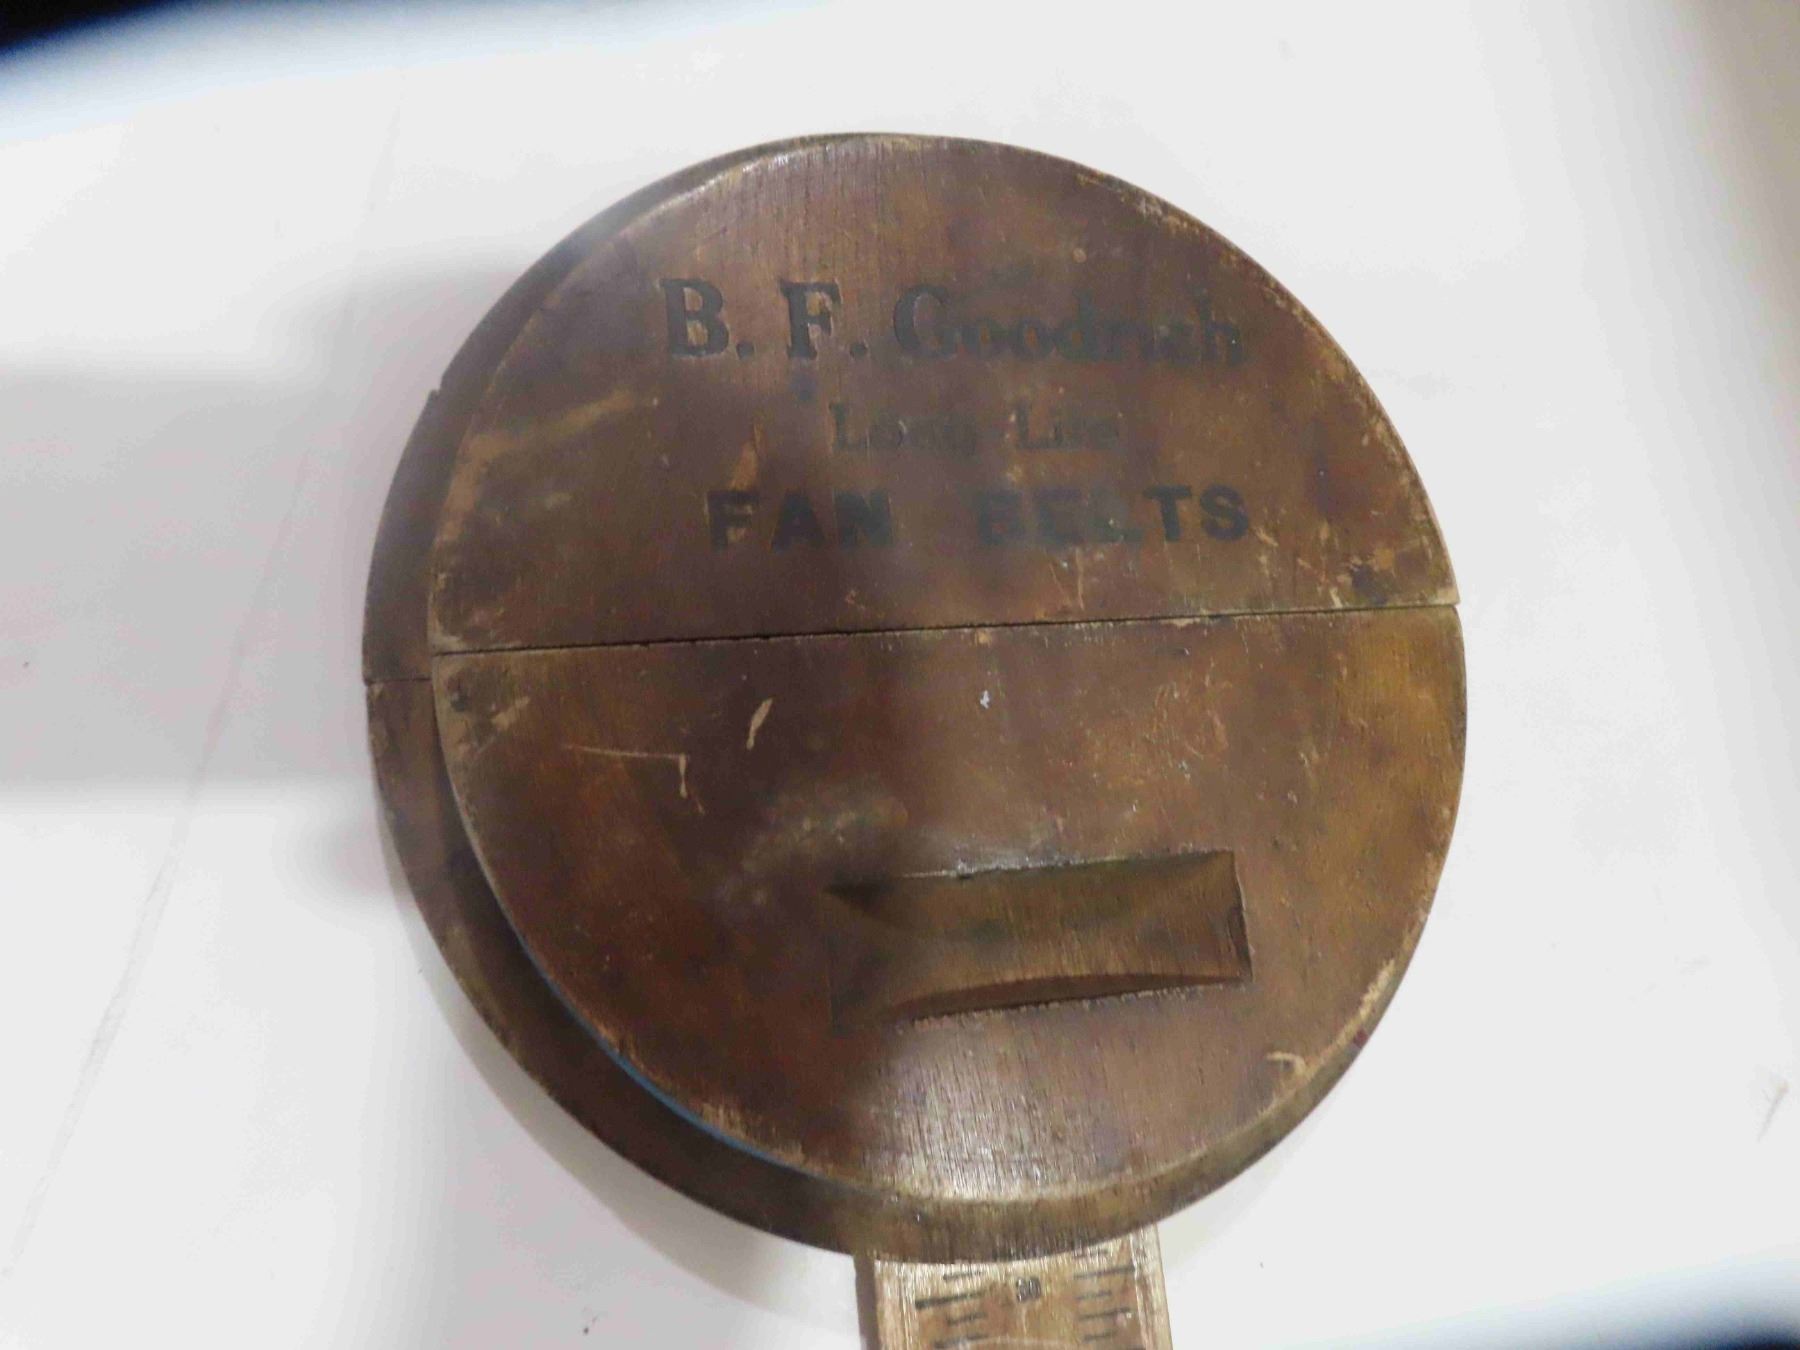 B. F. Goodrich
Long Life
FAN BELTS